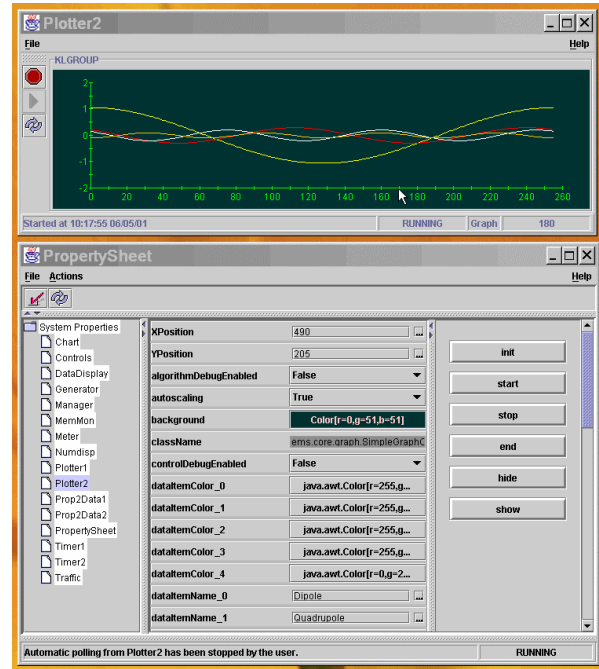 Plotter2
File Help
KLGROUP
2
1
0
-1
-2
0 20 40 60 80 100 120 140 160 180 200 220 240 260
Started at 10:17:55 06/05/01 RUNNING Graph 180
PropertySheet
File Actions Help
System Properties
Chart
Controls
DataDisplay
Generator
Manager
MemMon
Meter
Numdisp
Plotter1
Plotter2
Prop2Data1
Prop2Data2
PropertySheet
Timer1
Timer2
Traffic
XPosition 490 ...
YPosition 205 ...
algorithmDebugEnabled False
autoscaling True
background Color[r=0,g=51,b=51]
className ems.core.graph.SimpleGraphC
controlDebugEnabled False
dataItemColor_0 java.awt.Color[r=255,g...
dataItemColor_1 java.awt.Color[r=255,g...
dataItemColor_2 java.awt.Color[r=255,g...
dataItemColor_3 java.awt.Color[r=255,g...
dataItemColor_4 java.awt.Color[r=0,g=2...
dataItemName_0 Dipole ...
dataItemName_1 Quadrupole ...
init
start
stop
end
hide
show
Automatic polling from Plotter2 has been stopped by the user. RUNNING